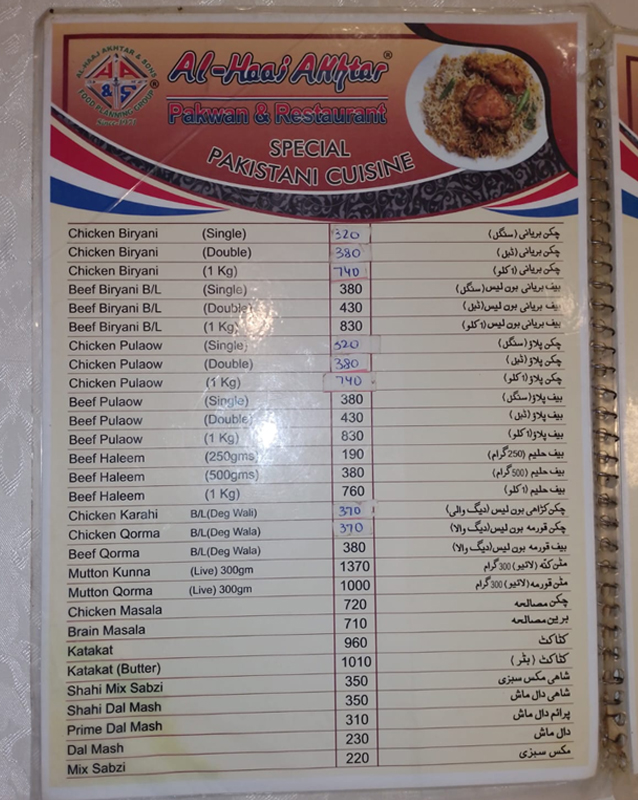 AL-HAAJ AKHTAR & SONS
A A & S ®
FOOD PLANNING GROUP
Al-Haaj Akhtar®
Pakwan & Restaurant
SPECIAL
PAKISTANI CUISINE
Chicken Biryani (Single) 320 چکن بریانی (سنگل)
Chicken Biryani (Double) 380 چکن بریانی (ڈبل)
Chicken Biryani (1 Kg) 740 چکن بریانی (1 کلو)
Beef Biryani B/L (Single) 380 بیف بریانی بون لیس (سنگل)
Beef Biryani B/L (Double) 430 بیف بریانی بون لیس (ڈبل)
Beef Biryani B/L (1 Kg) 830 بیف بریانی بون لیس (1 کلو)
Chicken Pulaow (Single) 320 چکن پلاؤ (سنگل)
Chicken Pulaow (Double) 380 چکن پلاؤ (ڈبل)
Chicken Pulaow (1 Kg) 740 چکن پلاؤ (1 کلو)
Beef Pulaow (Single) 380 بیف پلاؤ (سنگل)
Beef Pulaow (Double) 430 بیف پلاؤ (ڈبل)
Beef Pulaow (1 Kg) 830 بیف پلاؤ (1 کلو)
Beef Haleem (250gms) 190 بیف حلیم (250 گرام)
Beef Haleem (500gms) 380 بیف حلیم (500 گرام)
Beef Haleem (1 Kg) 760 بیف حلیم (1 کلو)
Chicken Karahi B/L(Deg Wali) 370 چکن کڑاھی بون لیس (دیگ والی)
Chicken Qorma B/L(Deg Wala) 370 چکن قورمہ بون لیس (دیگ والا)
Beef Qorma B/L(Deg Wala) 380 بیف قورمہ بون لیس (دیگ والا)
Mutton Kunna (Live) 300gm 1370 مٹن کنہ (لائیو) 300 گرام
Mutton Qorma (Live) 300gm 1000 مٹن قورمہ (لائیو) 300 گرام
Chicken Masala 720 چکن مصالحہ
Brain Masala 710 برین مصالحہ
Katakat 960 کٹاکٹ
Katakat (Butter) 1010 کٹاکٹ (بٹر)
Shahi Mix Sabzi 350 شاھی مکس سبزی
Shahi Dal Mash 350 شاھی دال ماش
Prime Dal Mash 310 پرائم دال ماش
Dal Mash 230 دال ماش
Mix Sabzi 220 مکس سبزی